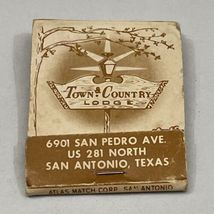 TOWN & COUNTRY
LODGE
6901 SAN PEDRO AVE.
US 281 NORTH
SAN ANTONIO, TEXAS
ATLAS MATCH CORP. SAN ANTONIO